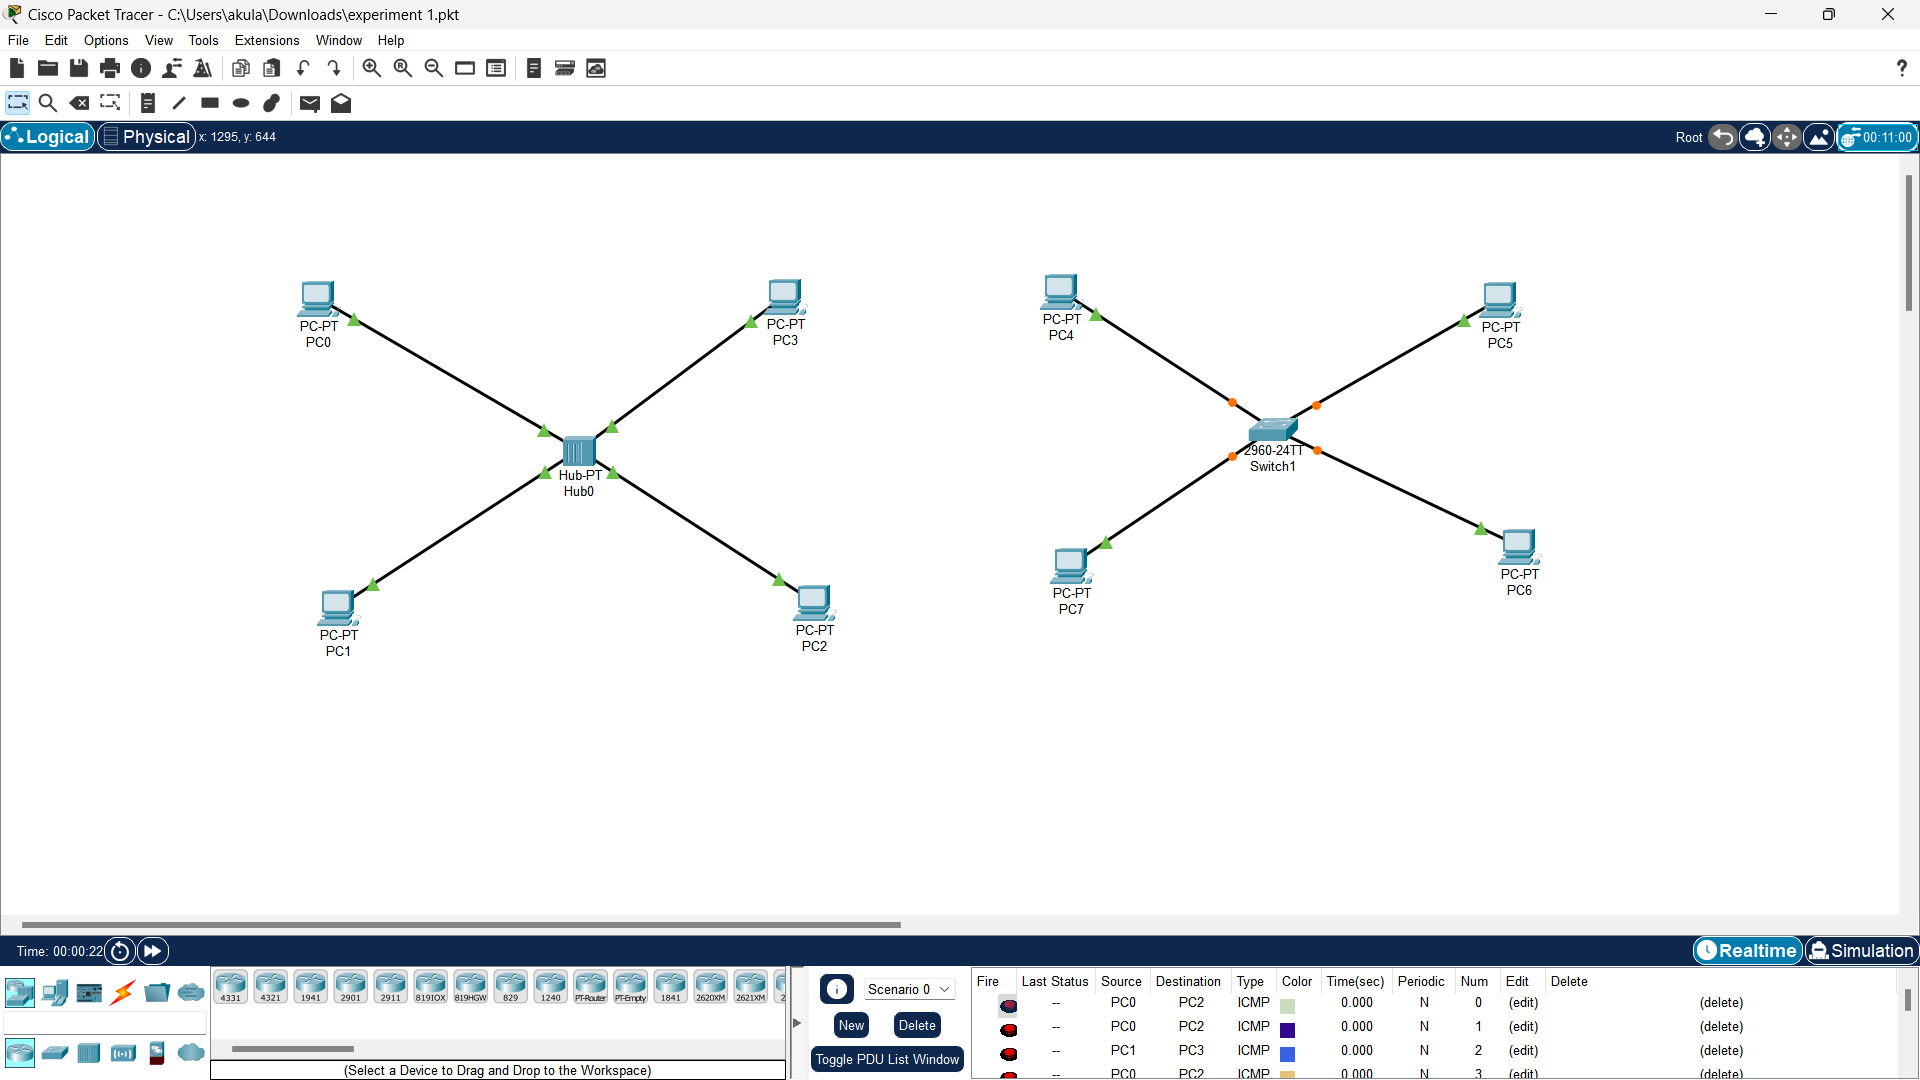 Cisco Packet Tracer - C:\Users\akula\Downloads\experiment 1.pkt
File Edit Options View Tools Extensions Window Help
Logical Physical x: 1295, y: 644 Root 00:11:00
PC-PT
PC0
PC-PT
PC3
PC-PT
PC4
PC-PT
PC5
Hub-PT
Hub0
2960-24TT
Switch1
PC-PT
PC1
PC-PT
PC2
PC-PT
PC7
PC-PT
PC6
Time: 00:00:22 Realtime Simulation
4331 4321 1941 2901 2911 819IOX 819HGW 829 1240 PT-Router PT-Empty 1841 2620XM 2621XM
(Select a Device to Drag and Drop to the Workspace)
Scenario 0
New Delete
Toggle PDU List Window
Fire Last Status Source Destination Type Color Time(sec) Periodic Num Edit Delete
-- PC0 PC2 ICMP 0.000 N 0 (edit) (delete)
-- PC0 PC2 ICMP 0.000 N 1 (edit) (delete)
-- PC1 PC3 ICMP 0.000 N 2 (edit) (delete)
-- PC0 PC2 ICMP 0.000 N 3 (edit) (delete)